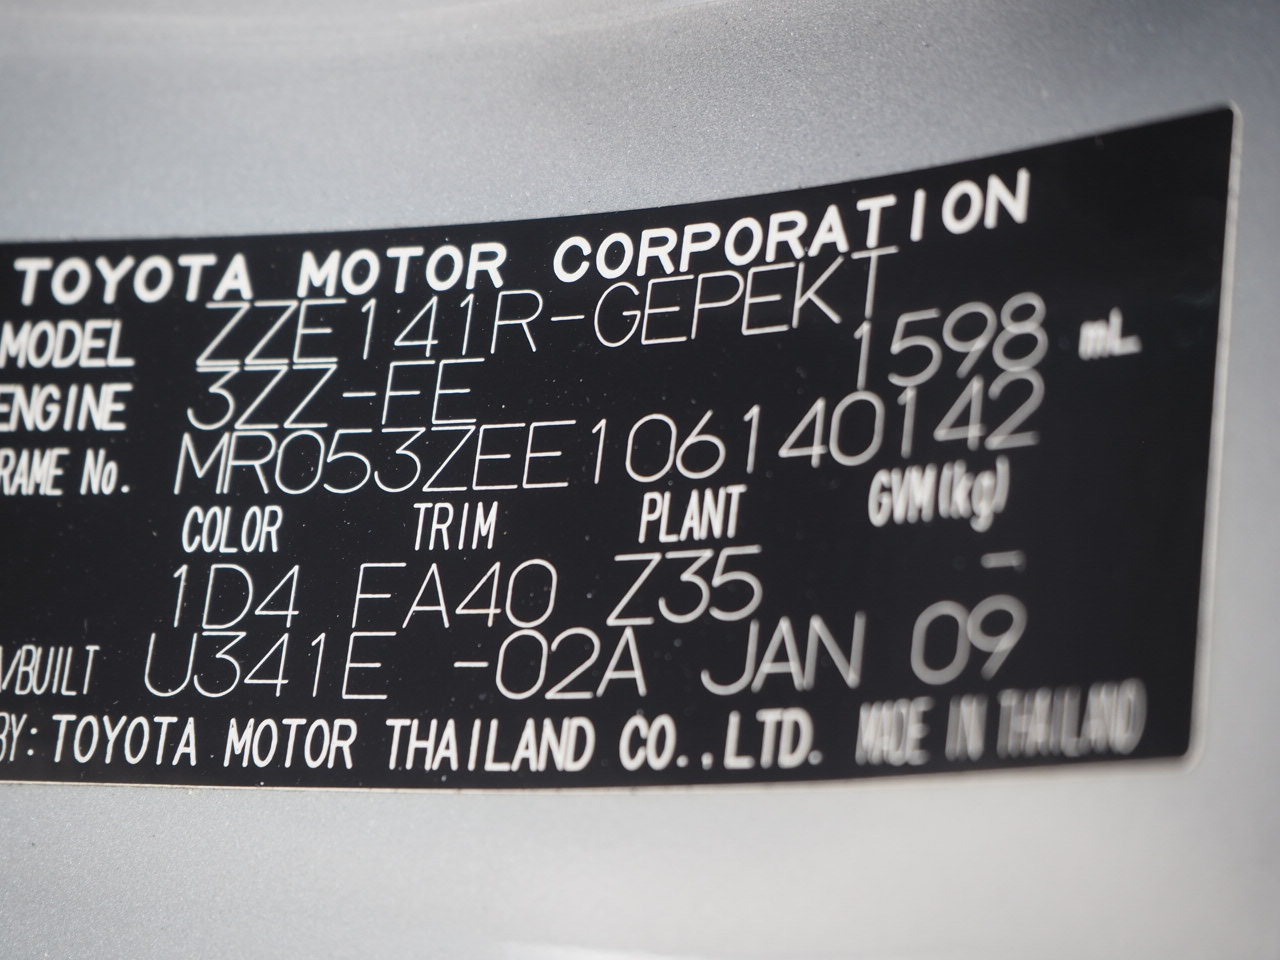 TOYOTA MOTOR CORPORATION
MODEL ZZE141R-GEPEKT
ENGINE 3ZZ-FE 1598 mL
RAME No. MR053ZEE106140142
COLOR TRIM PLANT GVM(kg)
1D4 FA40 Z35 -
/BUILT U341E -02A JAN 09
BY: TOYOTA MOTOR THAILAND CO.,LTD. MADE IN THAILAND